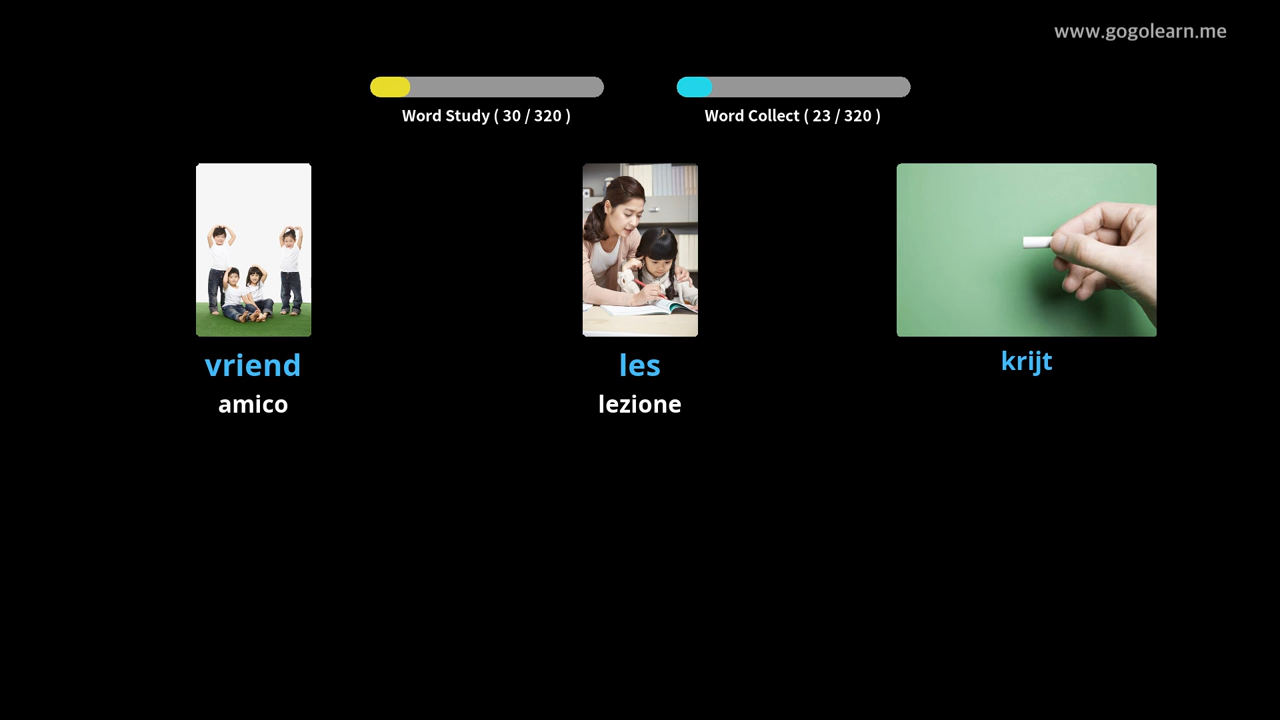 www.gogolearn.me
Word Study ( 30 / 320 )
Word Collect ( 23 / 320 )
vriend
amico
les
lezione
krijt